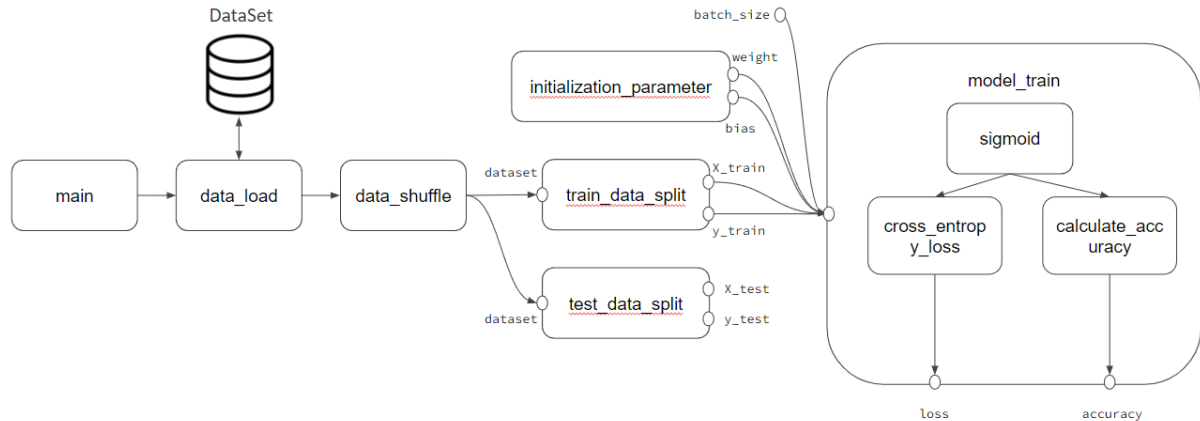 DataSet
batch_size
weight
initialization_parameter
bias
model_train
sigmoid
main
data_load
data_shuffle
dataset
train_data_split
X_train
y_train
cross_entrop
y_loss
calculate_acc
uracy
dataset
test_data_split
X_test
y_test
loss
accuracy